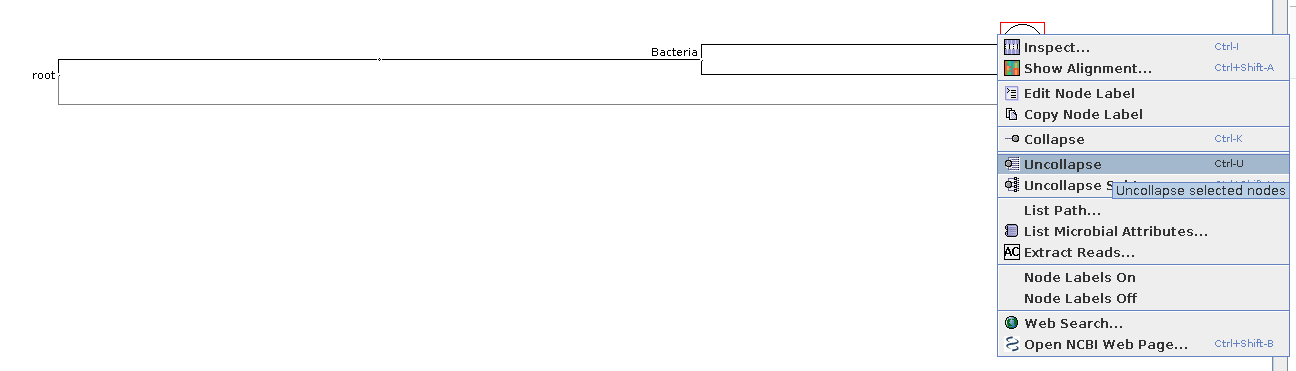 root
Bacteria
Inspect... Ctrl-I
Show Alignment... Ctrl+Shift-A
Edit Node Label
Copy Node Label
Collapse Ctrl-K
Uncollapse Ctrl-U
Uncollapse
Uncollapse selected nodes
List Path...
List Microbial Attributes...
AC Extract Reads...
Node Labels On
Node Labels Off
Web Search...
Open NCBI Web Page... Ctrl+Shift-B